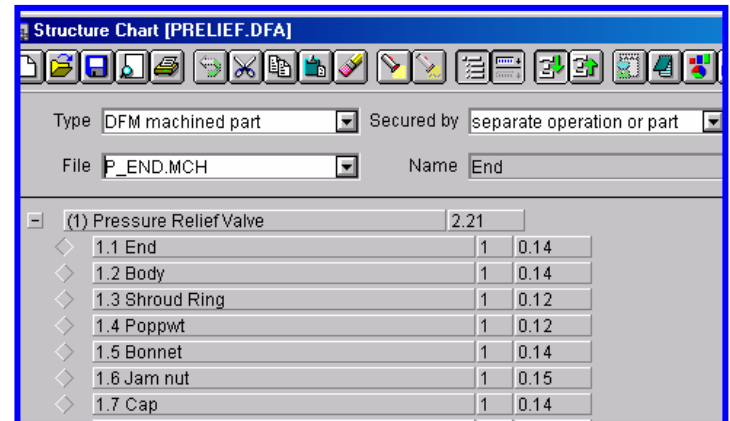 Structure Chart [PRELIEF.DFA]
Type DFM machined part Secured by separate operation or part
File P_END.MCH Name End
(1) Pressure Relief Valve 2.21
1.1 End 1 0.14
1.2 Body 1 0.14
1.3 Shroud Ring 1 0.12
1.4 Poppwt 1 0.12
1.5 Bonnet 1 0.14
1.6 Jam nut 1 0.15
1.7 Cap 1 0.14